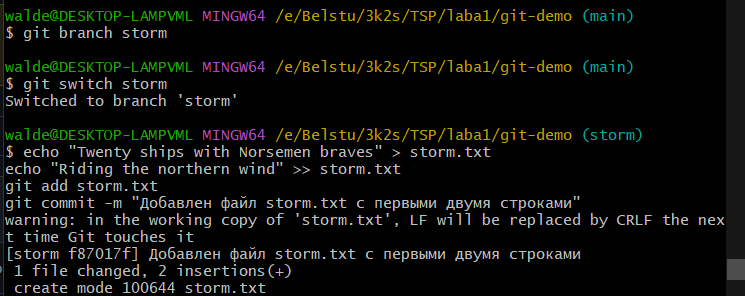 walde@DESKTOP-LAMPVML MINGW64 /e/Belstu/3k2s/TSP/laba1/git-demo (main)
$ git branch storm
walde@DESKTOP-LAMPVML MINGW64 /e/Belstu/3k2s/TSP/laba1/git-demo (main)
$ git switch storm
Switched to branch 'storm'
walde@DESKTOP-LAMPVML MINGW64 /e/Belstu/3k2s/TSP/laba1/git-demo (storm)
$ echo "Twenty ships with Norsemen braves" > storm.txt
echo "Riding the northern wind" >> storm.txt
git add storm.txt
git commit -m "Добавлен файл storm.txt с первыми двумя строками"
warning: in the working copy of 'storm.txt', LF will be replaced by CRLF the nex
t time Git touches it
[storm f87017f] Добавлен файл storm.txt с первыми двумя строками
 1 file changed, 2 insertions(+)
 create mode 100644 storm.txt